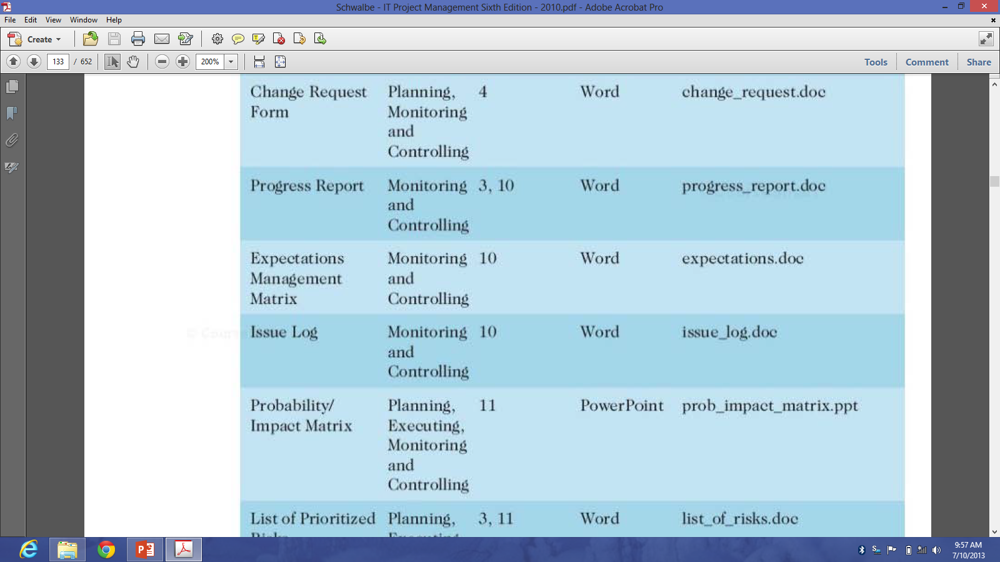 Schwalbe - IT Project Management Sixth Edition - 2010.pdf - Adobe Acrobat Pro
File Edit View Window Help
Create
133 / 652 200% Tools Comment Share
Change Request Planning, 4 Word change_request.doc
Form Monitoring
and
Controlling
Progress Report Monitoring 3, 10 Word progress_report.doc
and
Controlling
Expectations Monitoring 10 Word expectations.doc
Management and
Matrix Controlling
Issue Log Monitoring 10 Word issue_log.doc
and
Controlling
Probability/ Planning, 11 PowerPoint prob_impact_matrix.ppt
Impact Matrix Executing,
Monitoring
and
Controlling
List of Prioritized Planning, 3, 11 Word list_of_risks.doc
9:57 AM
7/10/2013